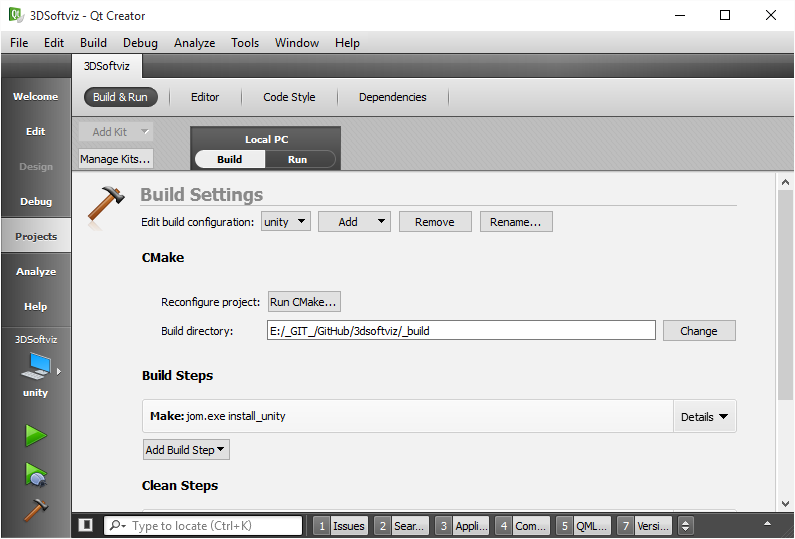 3DSoftviz - Qt Creator
File Edit Build Debug Analyze Tools Window Help
3DSoftviz
Welcome
Build & Run Editor Code Style Dependencies
Edit
Add Kit
Local PC
Manage Kits...
Build Run
Design
Debug
Build Settings
Edit build configuration: unity Add Remove Rename...
Projects
CMake
Analyze
Reconfigure project: Run CMake...
Help
Build directory: E:/_GIT_/GitHub/3dsoftviz/_build Change
3DSoftviz
Build Steps
unity
Make: jom.exe install_unity Details
Add Build Step
Clean Steps
Type to locate (Ctrl+K) 1 Issues 2 Sear... 3 Appli... 4 Com... 5 QML... 7 Versi...